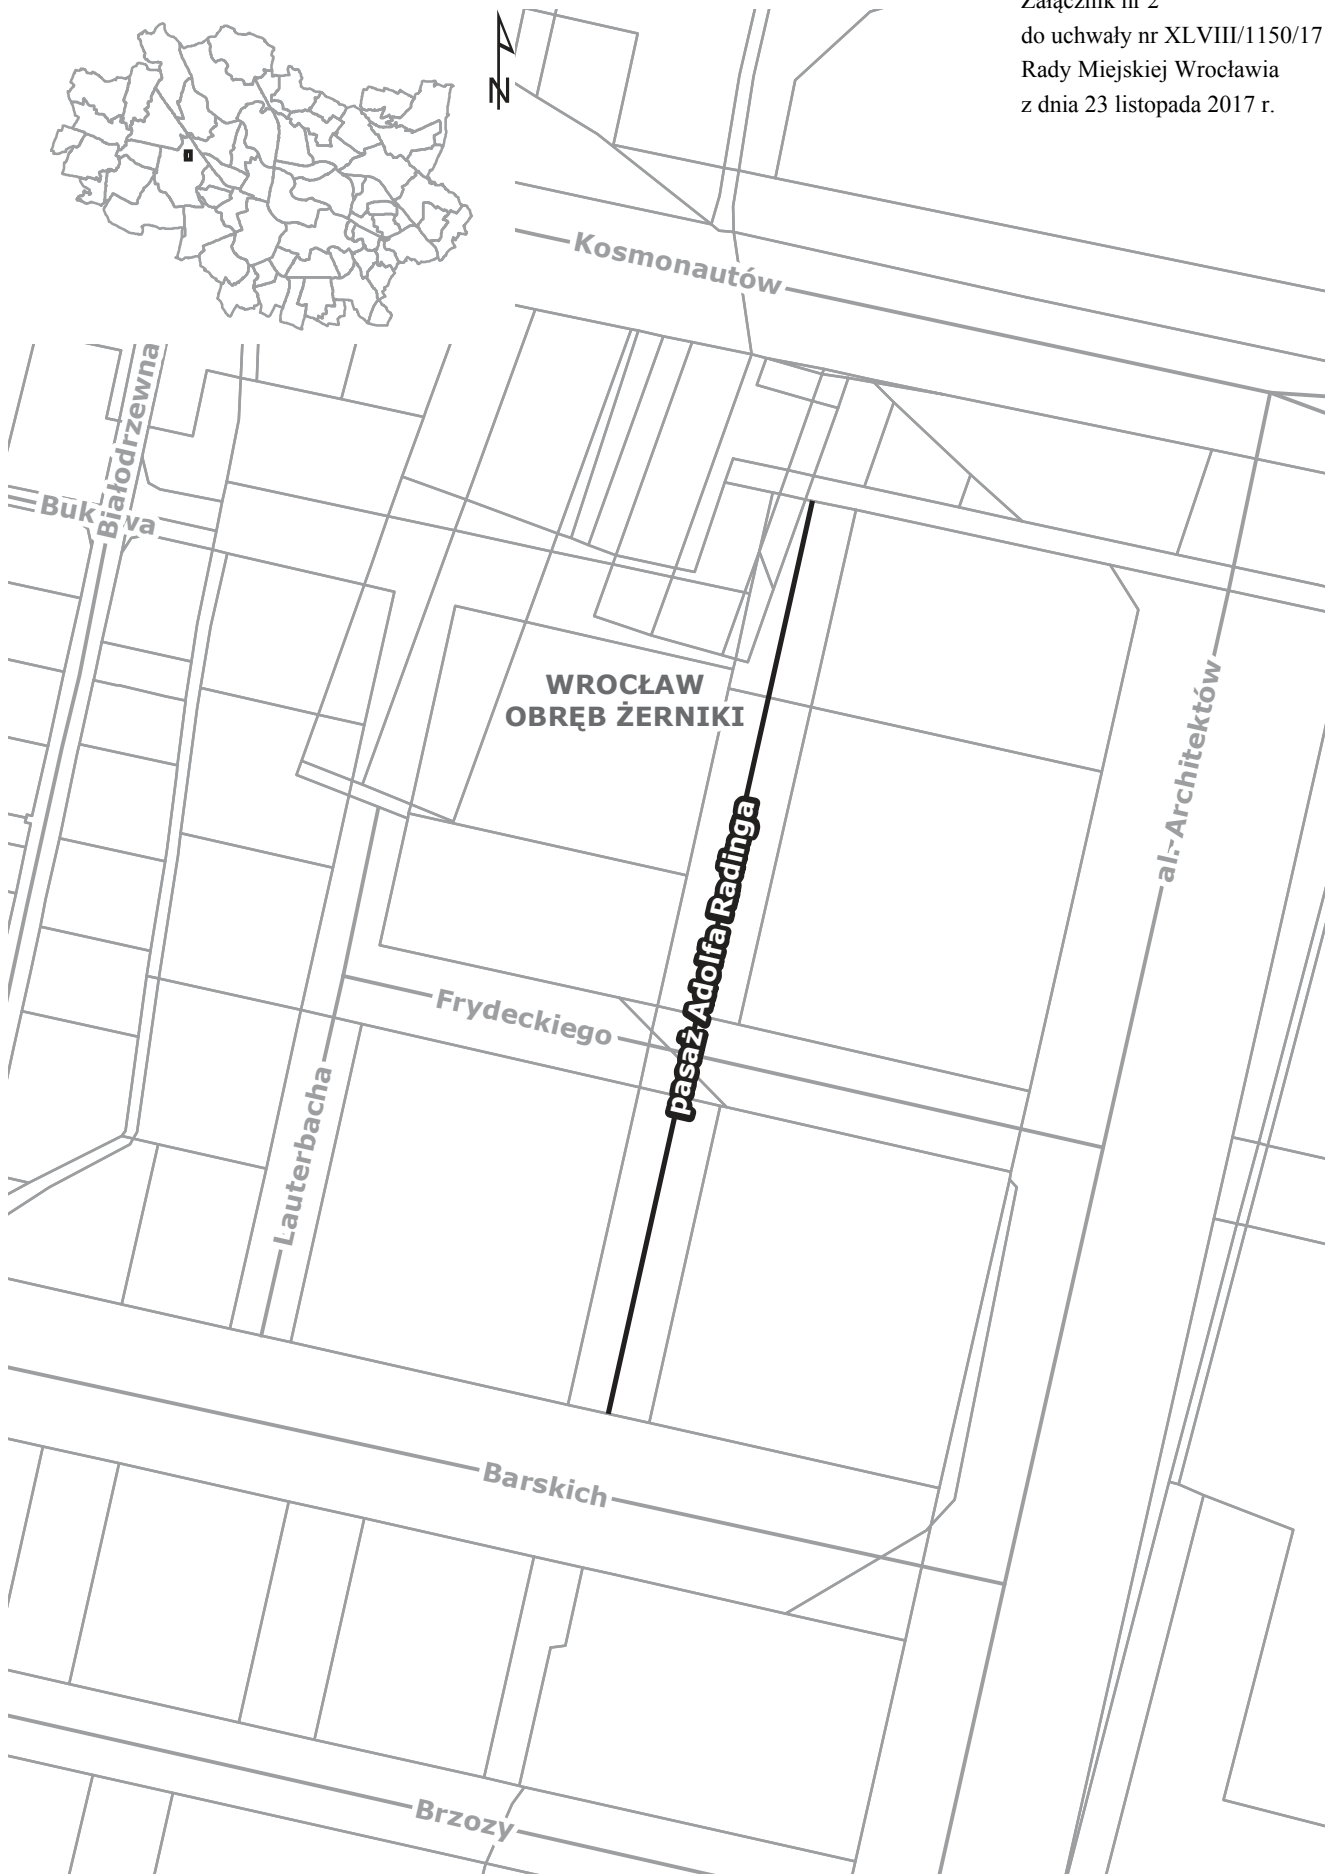 Załącznik nr 2
do uchwały nr XLVIII/1150/17
Rady Miejskiej Wrocławia
z dnia 23 listopada 2017 r.
N
Kosmonautów
Białodrzewna
WROCŁAW
OBRĘB ŻERNIKI
al. Architektów
pasaż Adolfa Radinga
Frydeckiego
Lauterbacha
Barskich
Brzozy